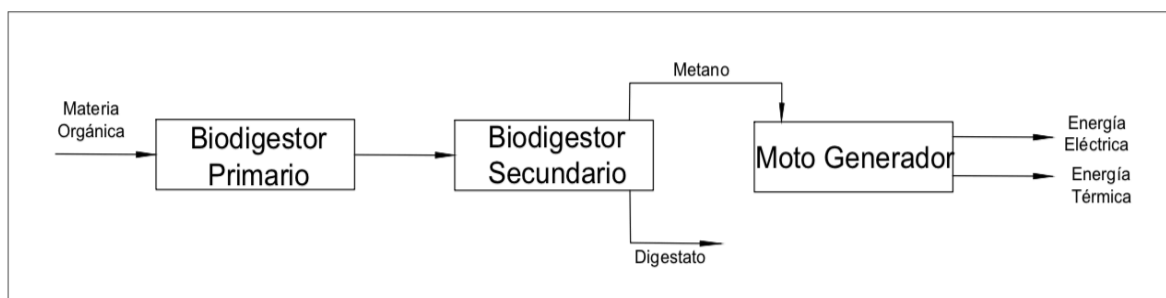 Materia
Orgánica
Biodigestor
Primario
Biodigestor
Secundario
Metano
Digestato
Moto Generador
Energía
Eléctrica
Energía
Térmica